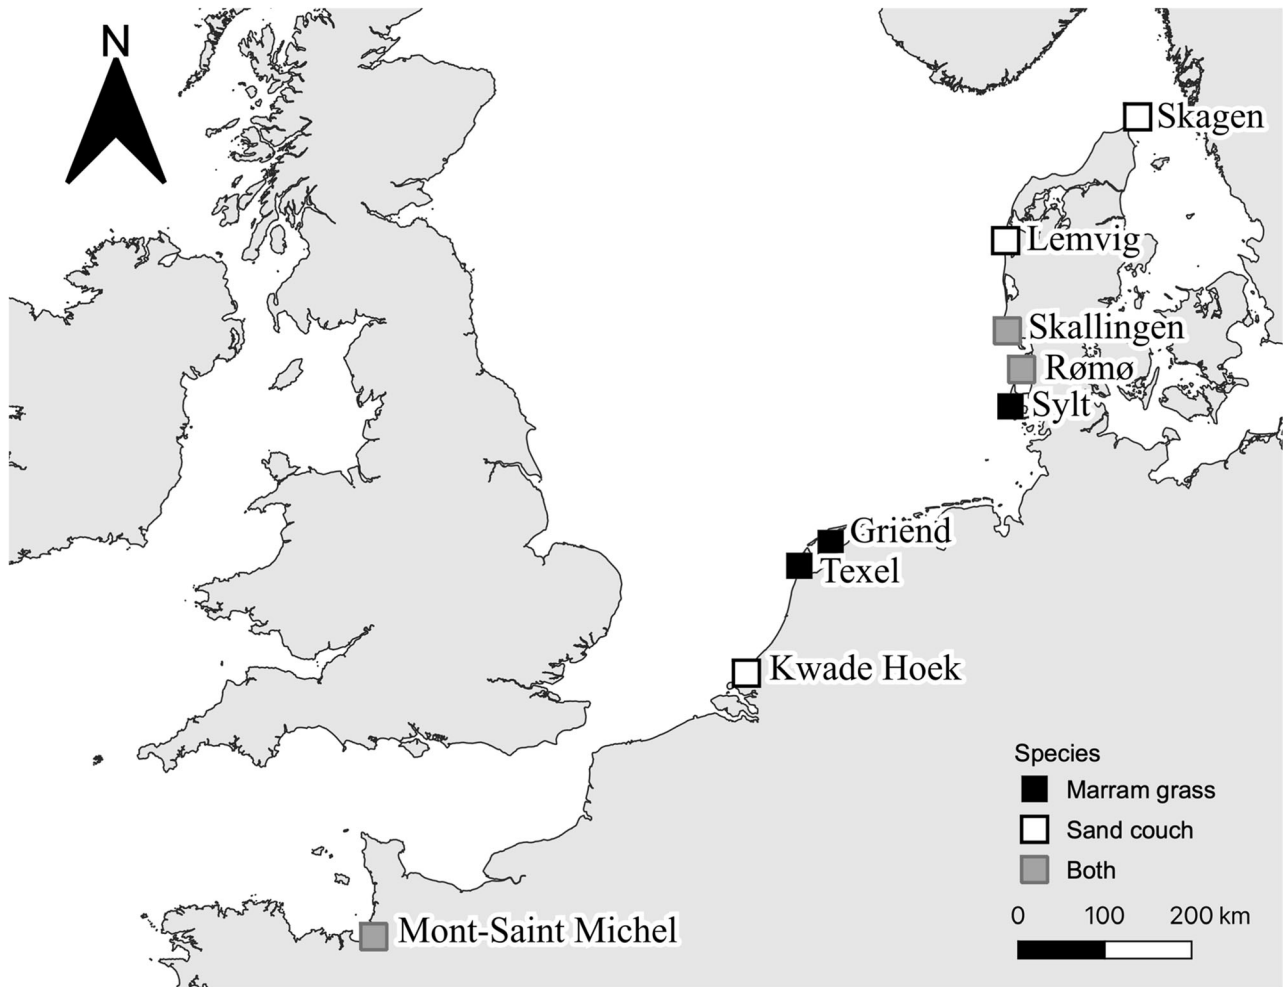 N
Skagen
Lemvig
Skallingen
Rømø
Sylt
Griënd
Texel
Kwade Hoek
Mont-Saint Michel
Species
Marram grass
Sand couch
Both
0 100 200 km